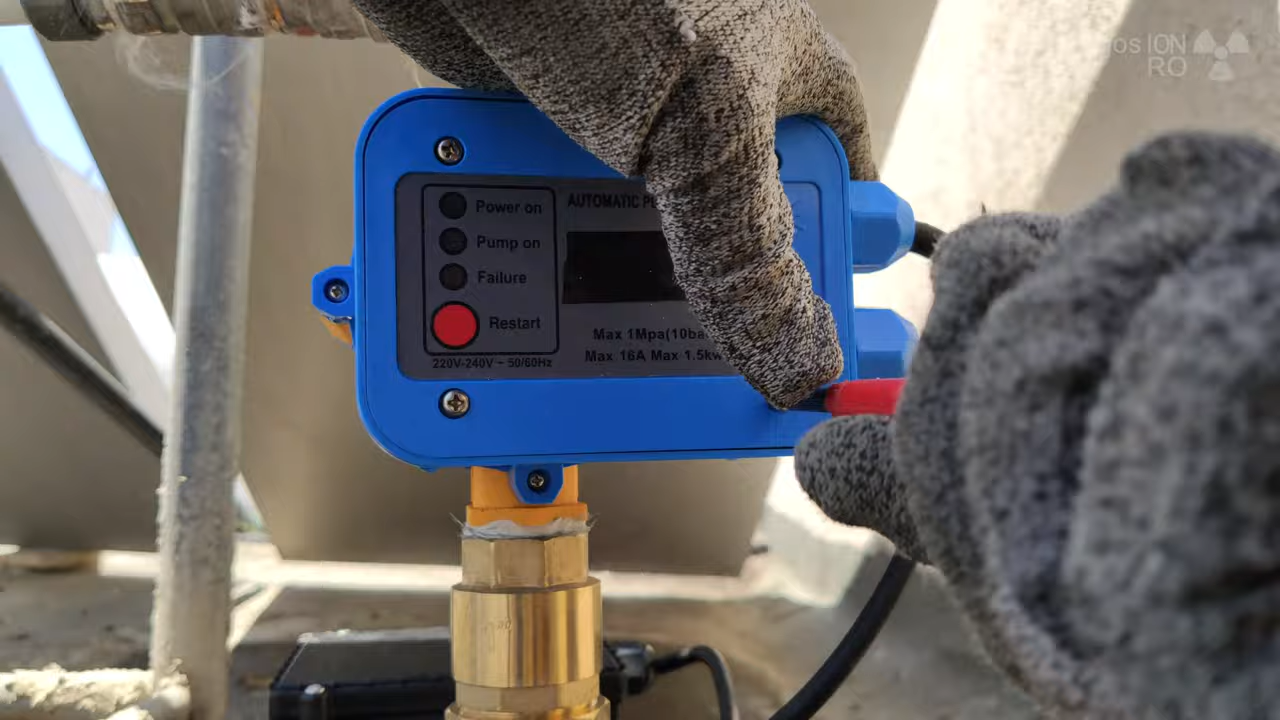 os ION
RO
Power on
AUTOMATIC
Pump on
Failure
Restart
Max 1Mpa(10ba
Max 16A Max 1.5kw
220V-240V ~ 50/60Hz